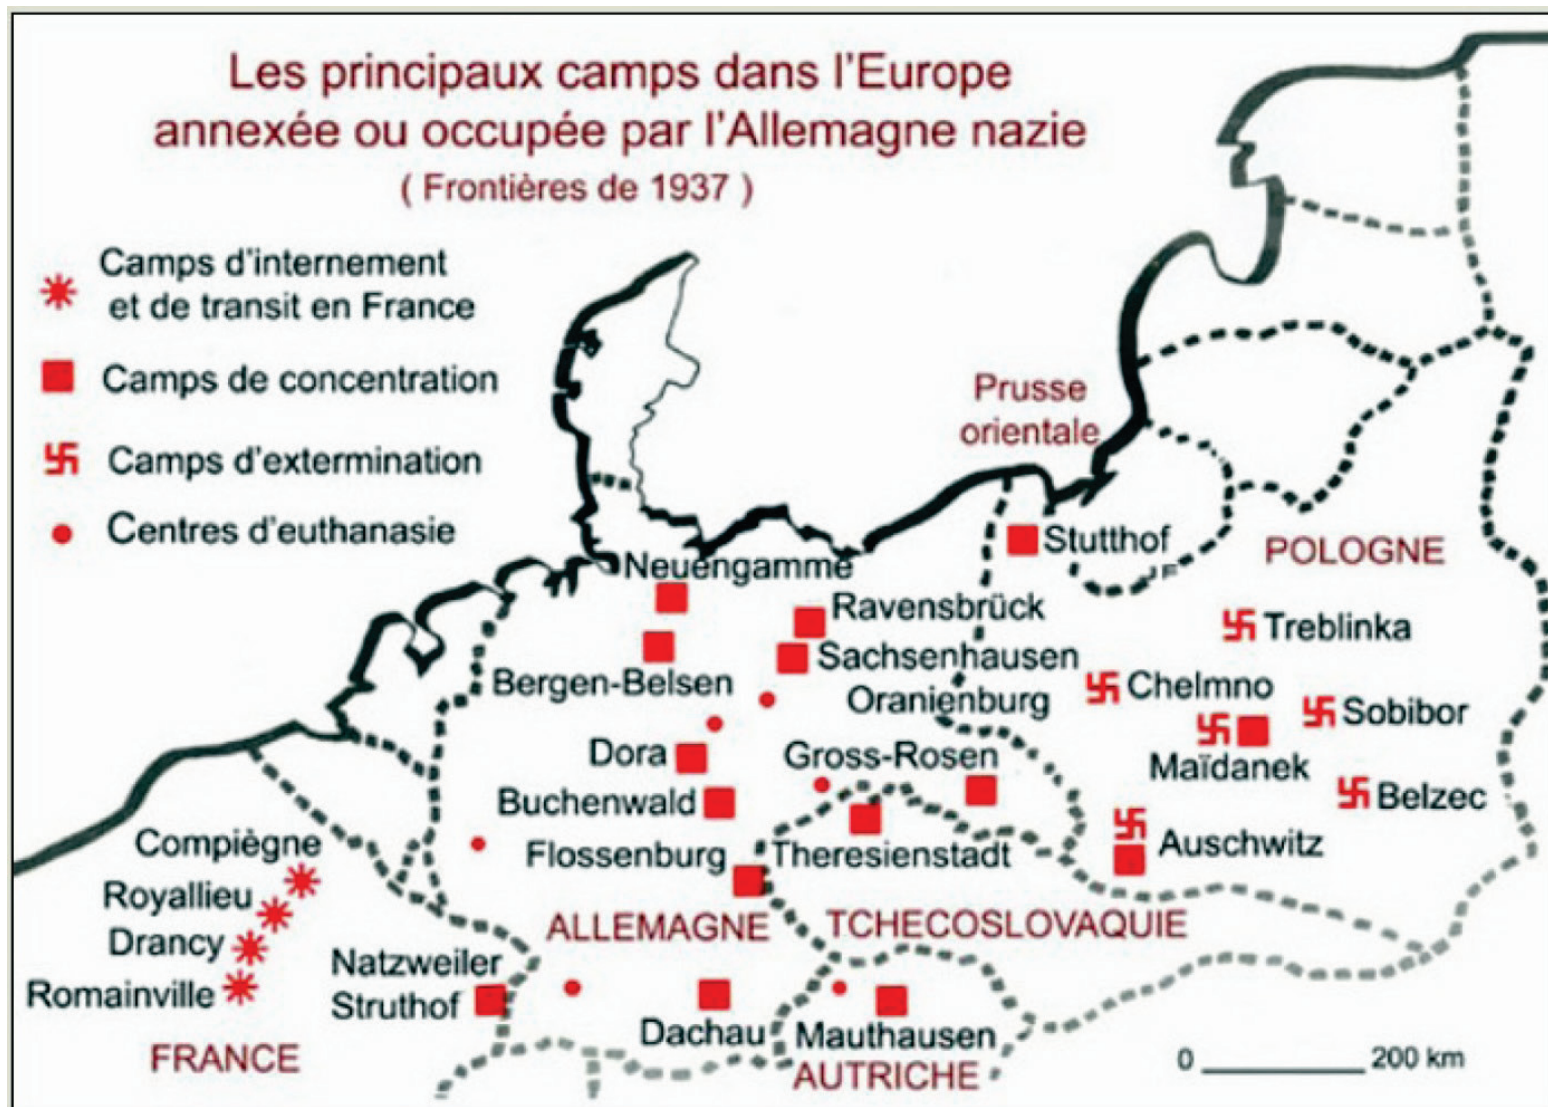 Les principaux camps dans l'Europe
annexée ou occupée par l'Allemagne nazie
( Frontières de 1937 )
Camps d'internement
et de transit en France
Camps de concentration
Camps d'extermination
Centres d'euthanasie
Prusse
orientale
Stutthof
POLOGNE
Neuengamme
Ravensbrück
Treblinka
Sachsenhausen
Oranienburg
Bergen-Belsen
Chelmno
Sobibor
Dora
Gross-Rosen
Maïdanek
Buchenwald
Belzec
Compiègne
Flossenburg
Theresienstadt
Auschwitz
Royallieu
Drancy
ALLEMAGNE
TCHECOSLOVAQUIE
Romainville
Natzweiler
Struthof
Dachau
Mauthausen
FRANCE
AUTRICHE
0 200 km